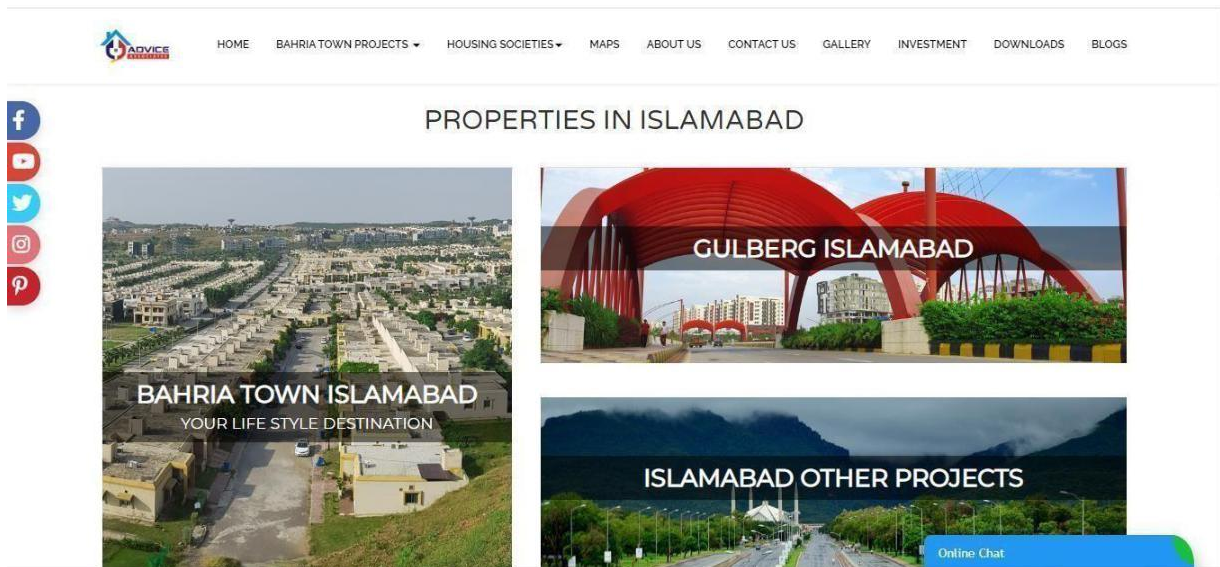 ADVICE
ASSOCIATES
HOME BAHRIA TOWN PROJECTS HOUSING SOCIETIES MAPS ABOUT US CONTACT US GALLERY INVESTMENT DOWNLOADS BLOGS
PROPERTIES IN ISLAMABAD
BAHRIA TOWN ISLAMABAD
YOUR LIFE STYLE DESTINATION
GULBERG ISLAMABAD
ISLAMABAD OTHER PROJECTS
Online Chat